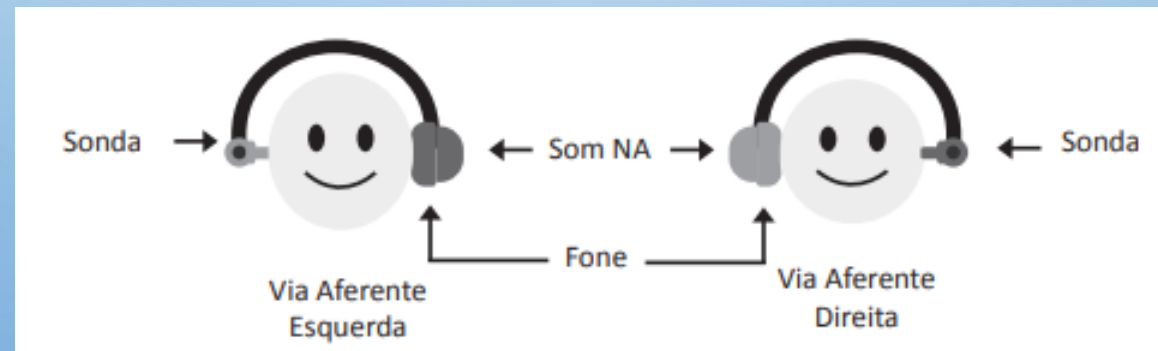 Sonda
Som NA
Sonda
Fone
Via Aferente
Esquerda
Via Aferente
Direita